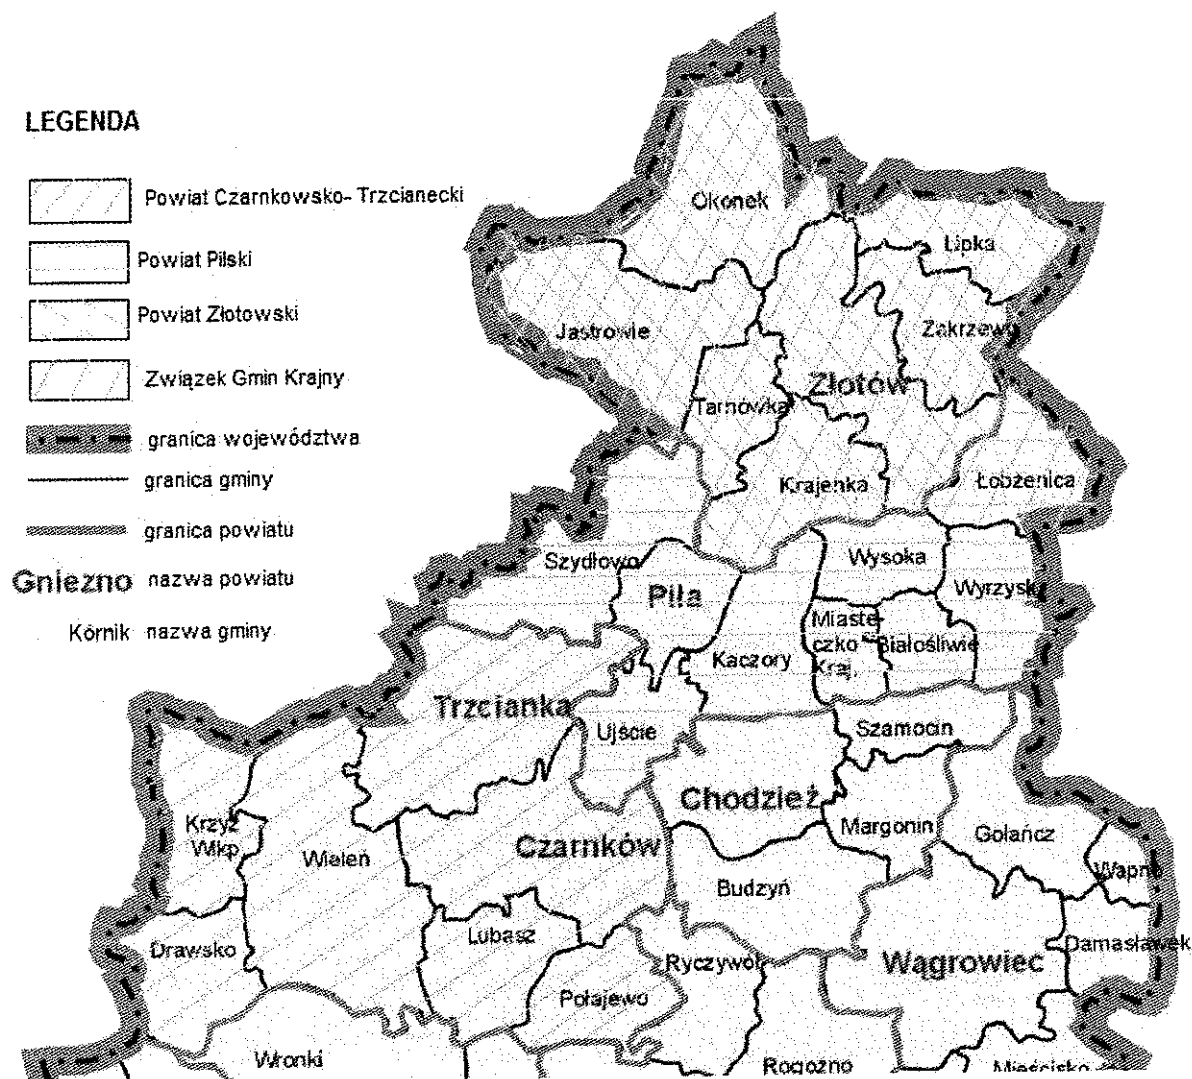 LEGENDA
Powiat Czarnkowsko- Trzcianecki
Powiat Pilski
Powiat Złotowski
Związek Gmin Krajny
granica województwa
granica gminy
granica powiatu
Gniezno nazwa powiatu
Kórnik nazwa gminy
Okonek
Lipka
Jastrowie
Zakrzewo
Złotów
Tarnówka
Krajenka
Łobżenica
Szydłowo
Wysoka
Piła
Wyrzysk
Miaste
czko
Kraj.
Białośliwie
Kaczory
Trzcianka
Ujście
Szamocin
Chodzież
Krzyż
Wlkp
Wieleń
Czarnków
Margonin
Gołańcz
Wapno
Budzyń
Drawsko
Lubasz
Ryczywół
Wągrowiec
Damasławek
Połajewo
Wronki
Rogoźno
Mieścisko